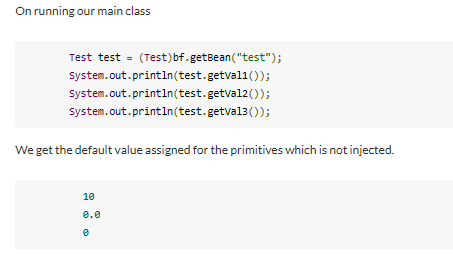 On running our main class
Test test = (Test)bf.getBean("test");
System.out.println(test.getVal1());
System.out.println(test.getVal2());
System.out.println(test.getVal3());
We get the default value assigned for the primitives which is not injected.
10
0.0
0